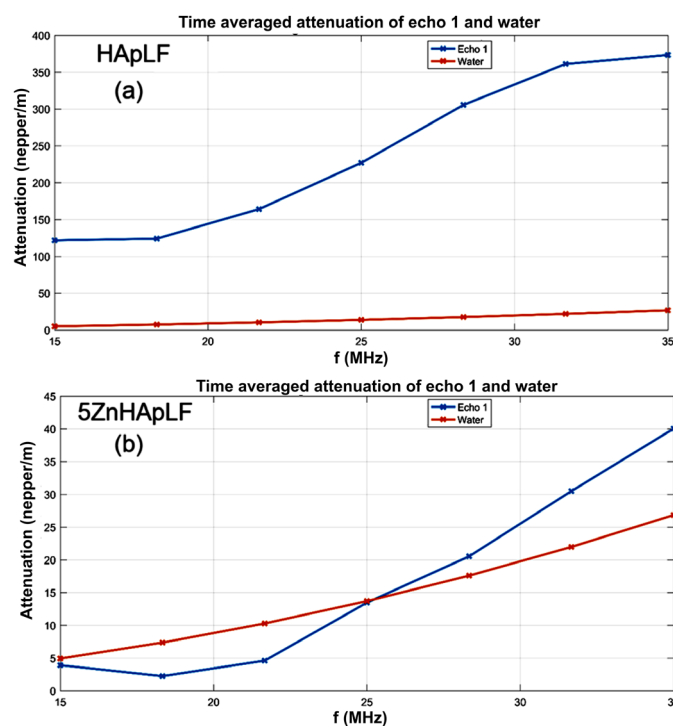 Time averaged attenuation of echo 1 and water
HApLF
(a)
Echo 1
Water
Attenuation (nepper/m)
400
350
300
250
200
150
100
50
0
15
20
25
30
35
f (MHz)
Time averaged attenuation of echo 1 and water
5ZnHApLF
(b)
Echo 1
Water
Attenuation (nepper/m)
45
40
35
30
25
20
15
10
5
0
15
20
25
30
35
f (MHz)